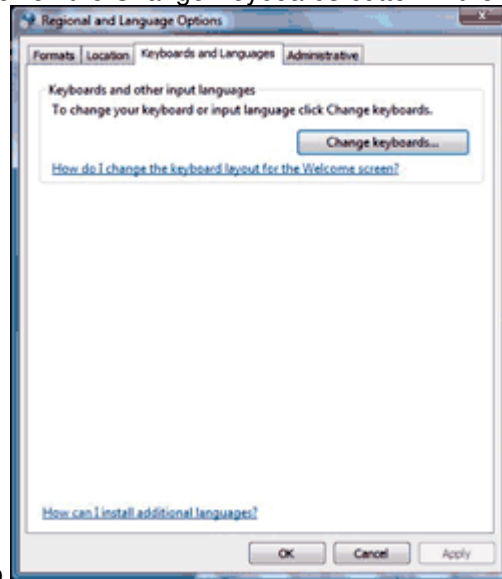 Regional and Language Options
Formats Location Keyboards and Languages Administrative
Keyboards and other input languages
To change your keyboard or input language click Change keyboards.
Change keyboards...
How do I change the keyboard layout for the Welcome screen?
How can I install additional languages?
OK Cancel Apply